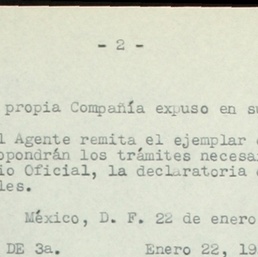 - 2 -
propia Compañía expuso en su
l Agente remita el ejemplar
opondrán los trámites necesa
io Oficial, la declaratoria
les.
México, D. F. 22 de enero
DE 3a. Enero 22, 19